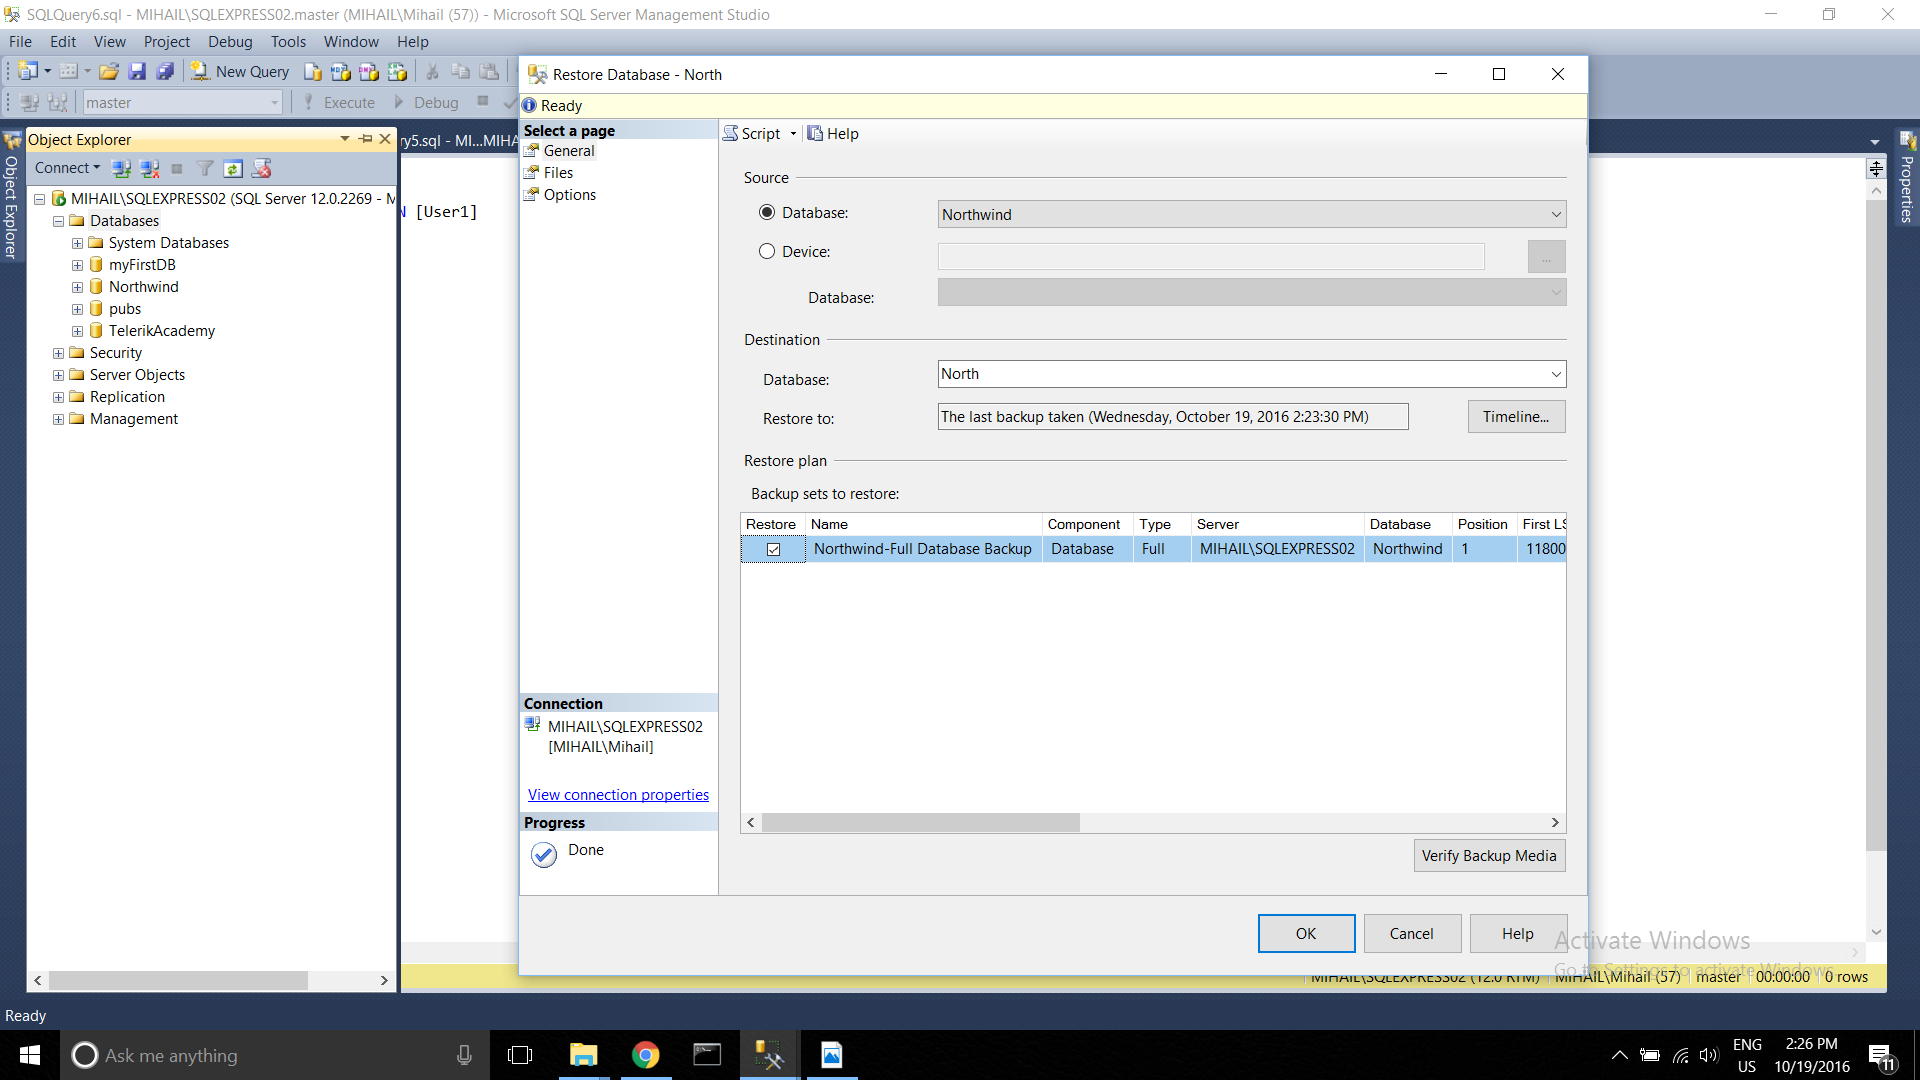 SQLQuery6.sql - MIHAIL\SQLEXPRESS02.master (MIHAIL\Mihail (57)) - Microsoft SQL Server Management Studio
File Edit View Project Debug Tools Window Help
New Query
master
Execute
Debug
Object Explorer
Object Explorer
Connect
MIHAIL\SQLEXPRESS02 (SQL Server 12.0.2269 - M
Databases
System Databases
myFirstDB
Northwind
pubs
TelerikAcademy
Security
Server Objects
Replication
Management
ry5.sql - MI...MIHA
[User1]
Restore Database - North
Ready
Select a page
General
Files
Options
Script
Help
Source
Database:
Northwind
Device:
...
Database:
Destination
Database:
North
Restore to:
The last backup taken (Wednesday, October 19, 2016 2:23:30 PM)
Timeline...
Restore plan
Backup sets to restore:
Restore Name Component Type Server Database Position First LS
Northwind-Full Database Backup Database Full MIHAIL\SQLEXPRESS02 Northwind 1 11800
Connection
MIHAIL\SQLEXPRESS02
[MIHAIL\Mihail]
View connection properties
Progress
Done
Verify Backup Media
OK
Cancel
Help
Properties
Activate Windows
Go to Settings to activate Windows.
MIHAIL\SQLEXPRESS02 (12.0 RTM) MIHAIL\Mihail (57) master 00:00:00 0 rows
Ready
Ask me anything
ENG
US
2:26 PM
10/19/2016
11